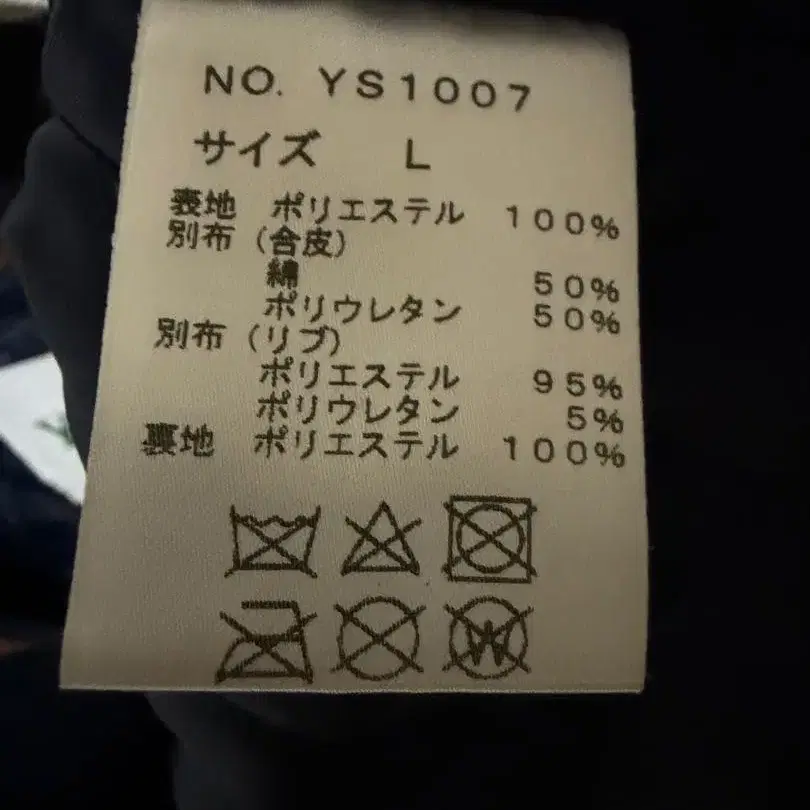 NO. YS1007
サイズ L
表地 ポリエステル 100%
別布 (合皮)
綿 50%
ポリウレタン 50%
別布 (リブ)
ポリエステル 95%
ポリウレタン 5%
裏地 ポリエステル 100%
W